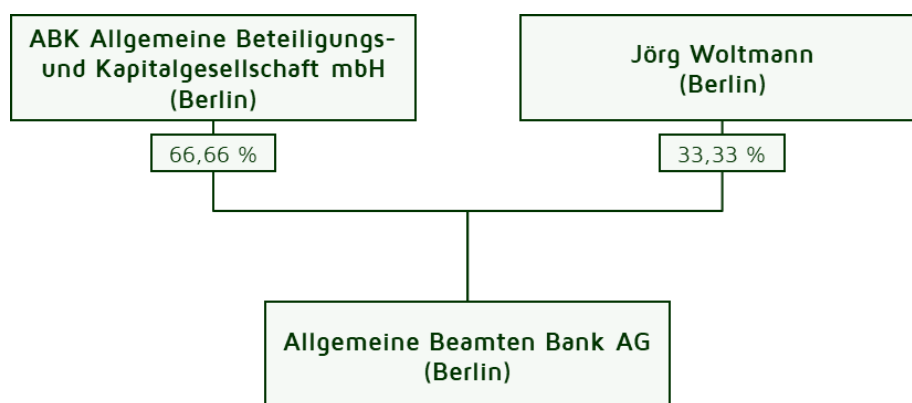 ABK Allgemeine Beteiligungs-
und Kapitalgesellschaft mbH
(Berlin)
Jörg Woltmann
(Berlin)
66,66 %
33,33 %
Allgemeine Beamten Bank AG
(Berlin)